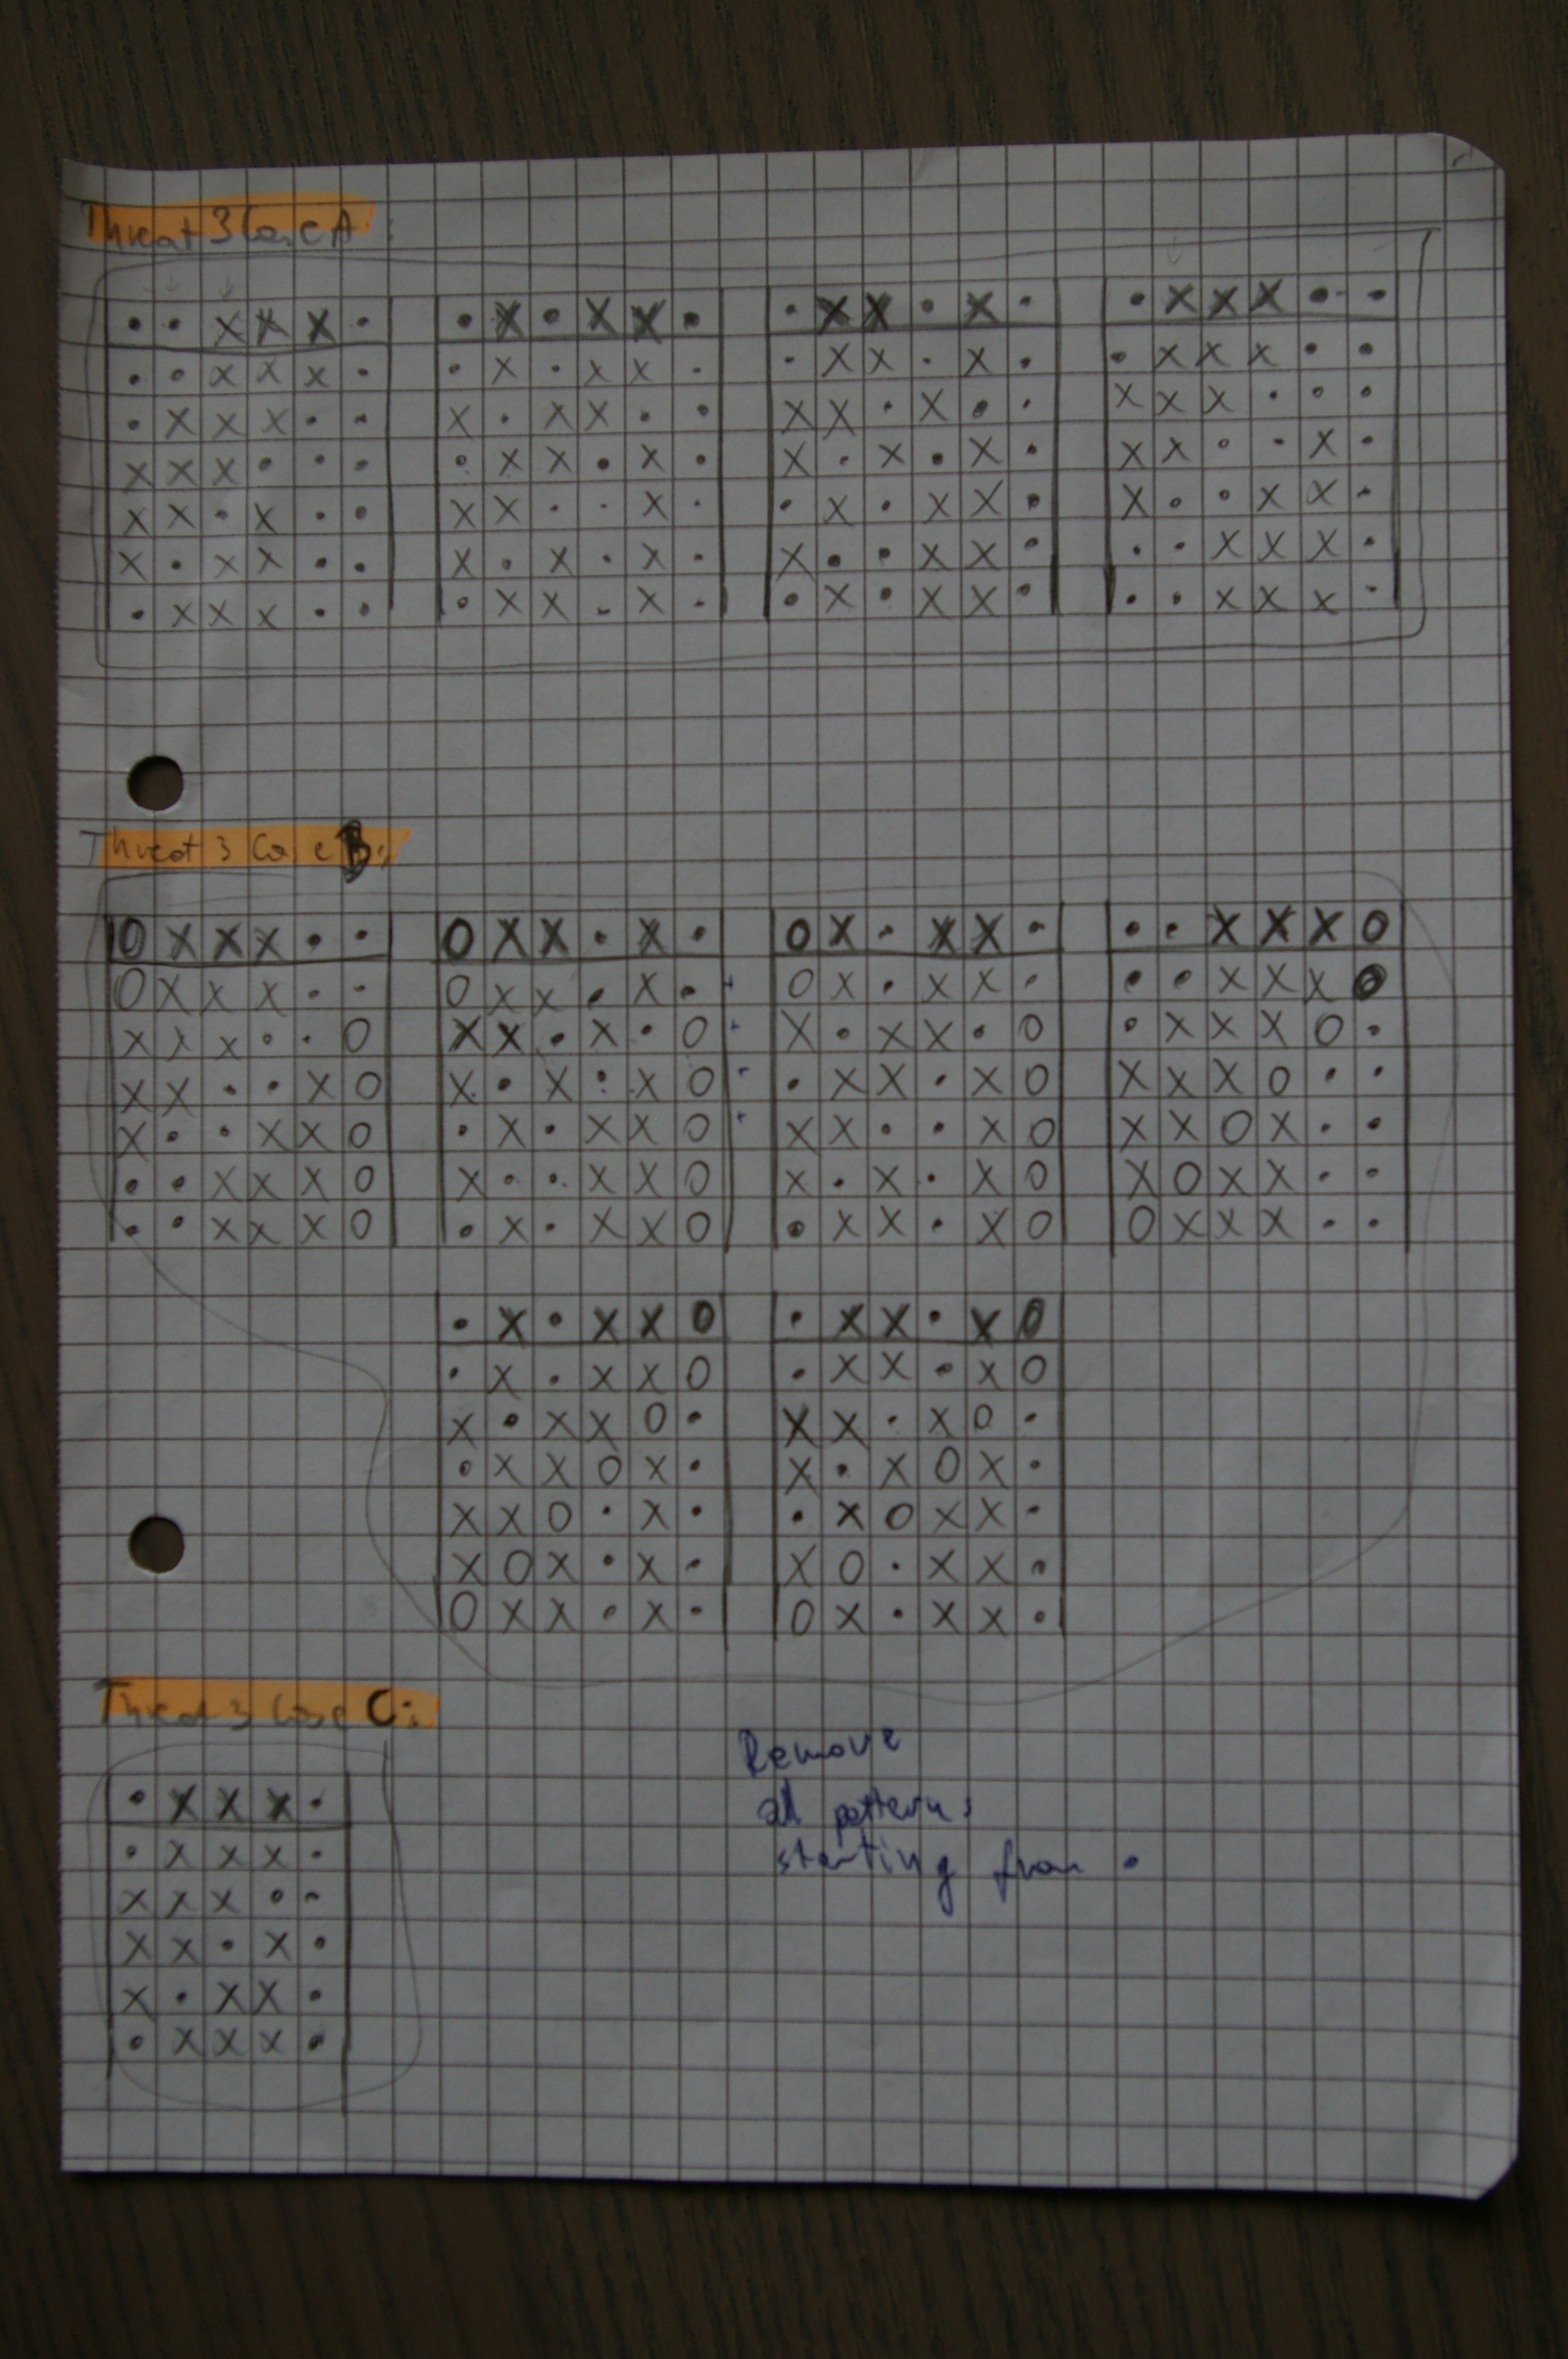 Threat 3 Case A:
• • X X X • | • X • X X • | • X X • X • | • X X X • •
• • X X X • | • X • X X • | • X X • X • | • X X X • •
• X X X • • | X • X X • • | X X • X • • | X X X • • •
X X X • • • | • X X • X • | X • X • X • | X X • • X •
X X • X • • | X X • • X • | • X • X X • | X • • X X •
X • X X • • | X • X • X • | X • • X X • | • • X X X •
• X X X • • | • X X • X • | • X • X X • | • • X X X •
Threat 3 Case B:
O X X X • • | O X X • X • | O X • X X • | • • X X X O
O X X X • • | O X X • X • | O X • X X • | • • X X X O
X X X • • O | X X • X • O | X • X X • O | • X X X O •
X X • • X O | X • X • X O | • X X • X O | X X X O • •
X • • X X O | • X • X X O | X X • • X O | X X O X • •
• • X X X O | X • • X X O | X • X • X O | X O X X • •
• • X X X O | • X • X X O | • X X • X O | O X X X • •
• X • X X O | • X X • X O
• X • X X O | • X X • X O
X • X X O • | X X • X O •
• X X O X • | X • X O X •
X X O • X • | • X O X X •
X O X • X • | X O • X X •
O X X • X • | O X • X X •
Threat 3 Case C:
• X X X •
• X X X •
X X X • •
X X • X •
X • X X •
• X X X •
Remove
all patterns
starting from •